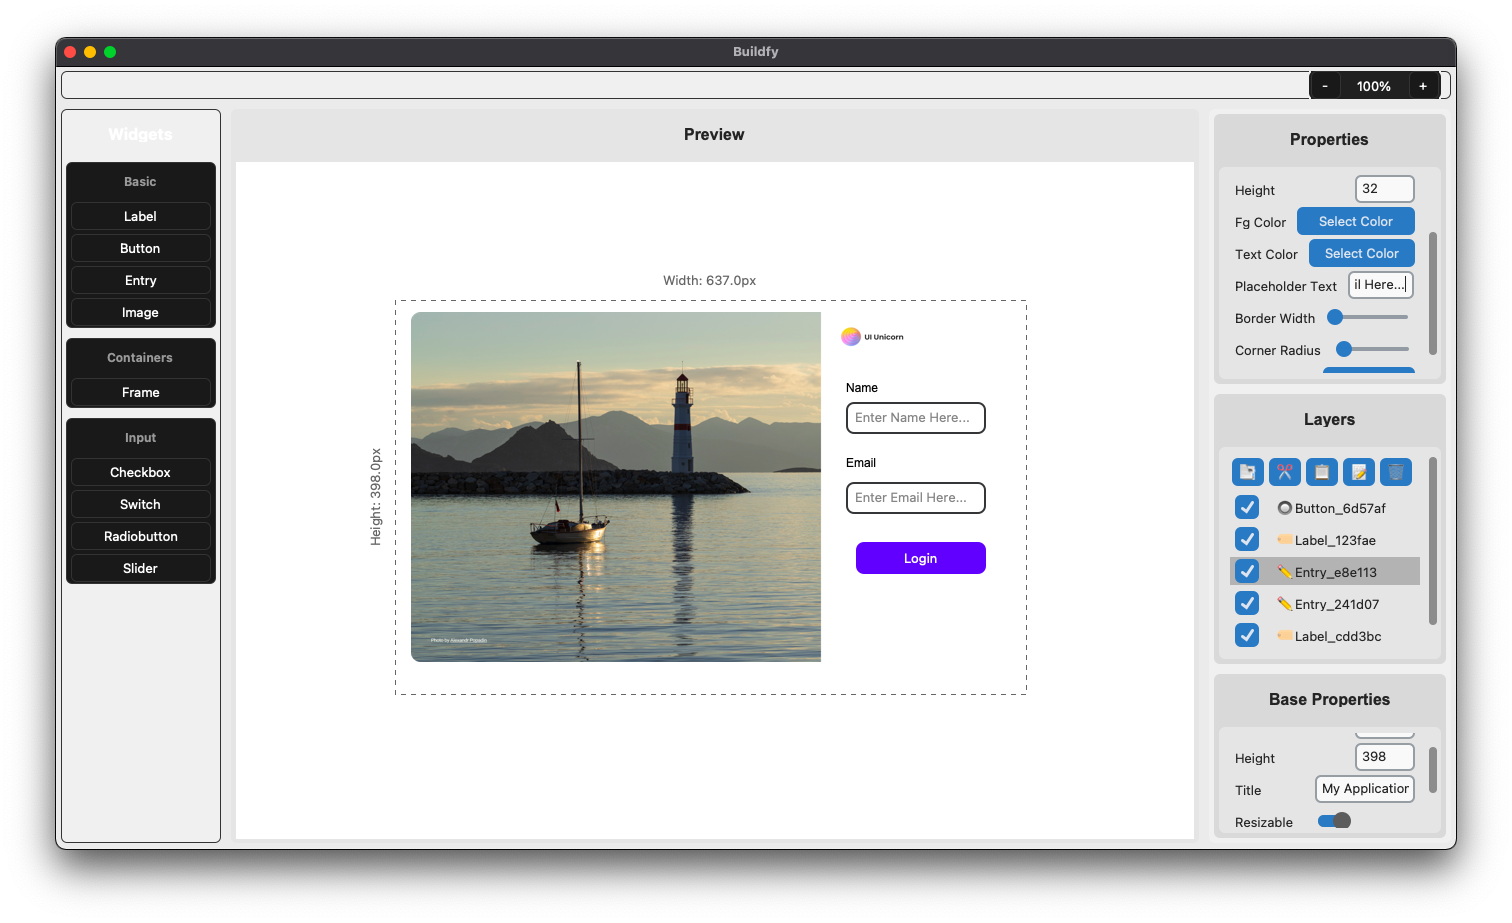 Buildfy
- 100% +
Widgets
Basic
Label
Button
Entry
Image
Containers
Frame
Input
Checkbox
Switch
Radiobutton
Slider
Preview
Width: 637.0px
Height: 398.0px
UI Unicorn
Name
Enter Name Here...
Email
Enter Email Here...
Login
Photo by Alexandr Popadin
Properties
Height 32
Fg Color Select Color
Text Color Select Color
Placeholder Text il Here...
Border Width
Corner Radius
Layers
Button_6d57af
Label_123fae
Entry_e8e113
Entry_241d07
Label_cdd3bc
Base Properties
Height 398
Title My Application
Resizable